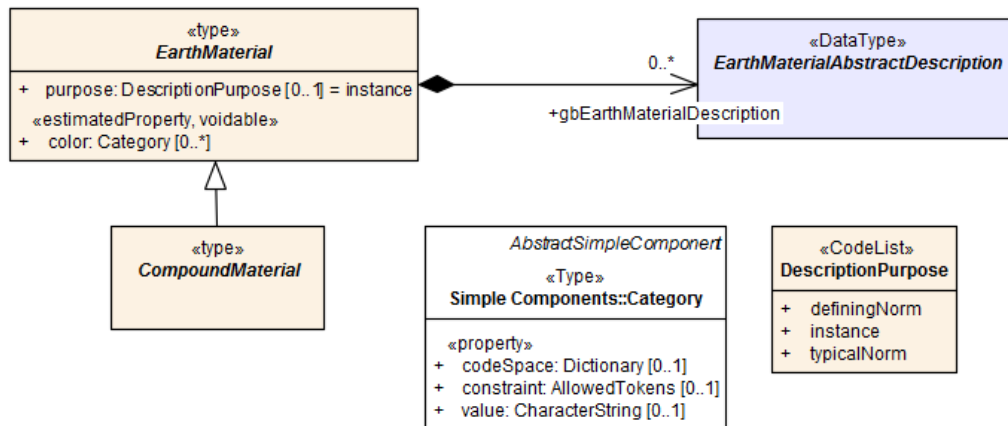 «type»
EarthMaterial
+ purpose: DescriptionPurpose [0..1] = instance
«estimatedProperty, voidable»
+ color: Category [0..*]
0..*
+gbEarthMaterialDescription
«DataType»
EarthMaterialAbstractDescription
«type»
CompoundMaterial
AbstractSimpleComponent
«Type»
Simple Components::Category
«property»
+ codeSpace: Dictionary [0..1]
+ constraint: AllowedTokens [0..1]
+ value: CharacterString [0..1]
«CodeList»
DescriptionPurpose
+ definingNorm
+ instance
+ typicalNorm